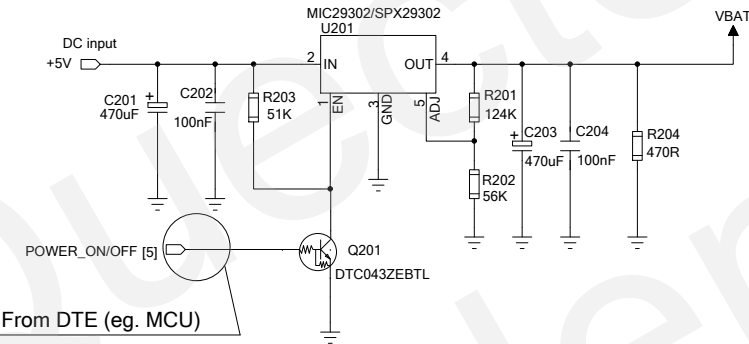 MIC29302/SPX29302
U201
VBAT
DC input
+5V
2
IN
OUT
4
1
EN
3
GND
5
ADJ
C201
470uF
+
C202
100nF
R203
51K
R201
124K
R202
56K
+
C203
470uF
C204
100nF
R204
470R
POWER_ON/OFF [5]
Q201
DTC043ZEBTL
From DTE (eg. MCU)